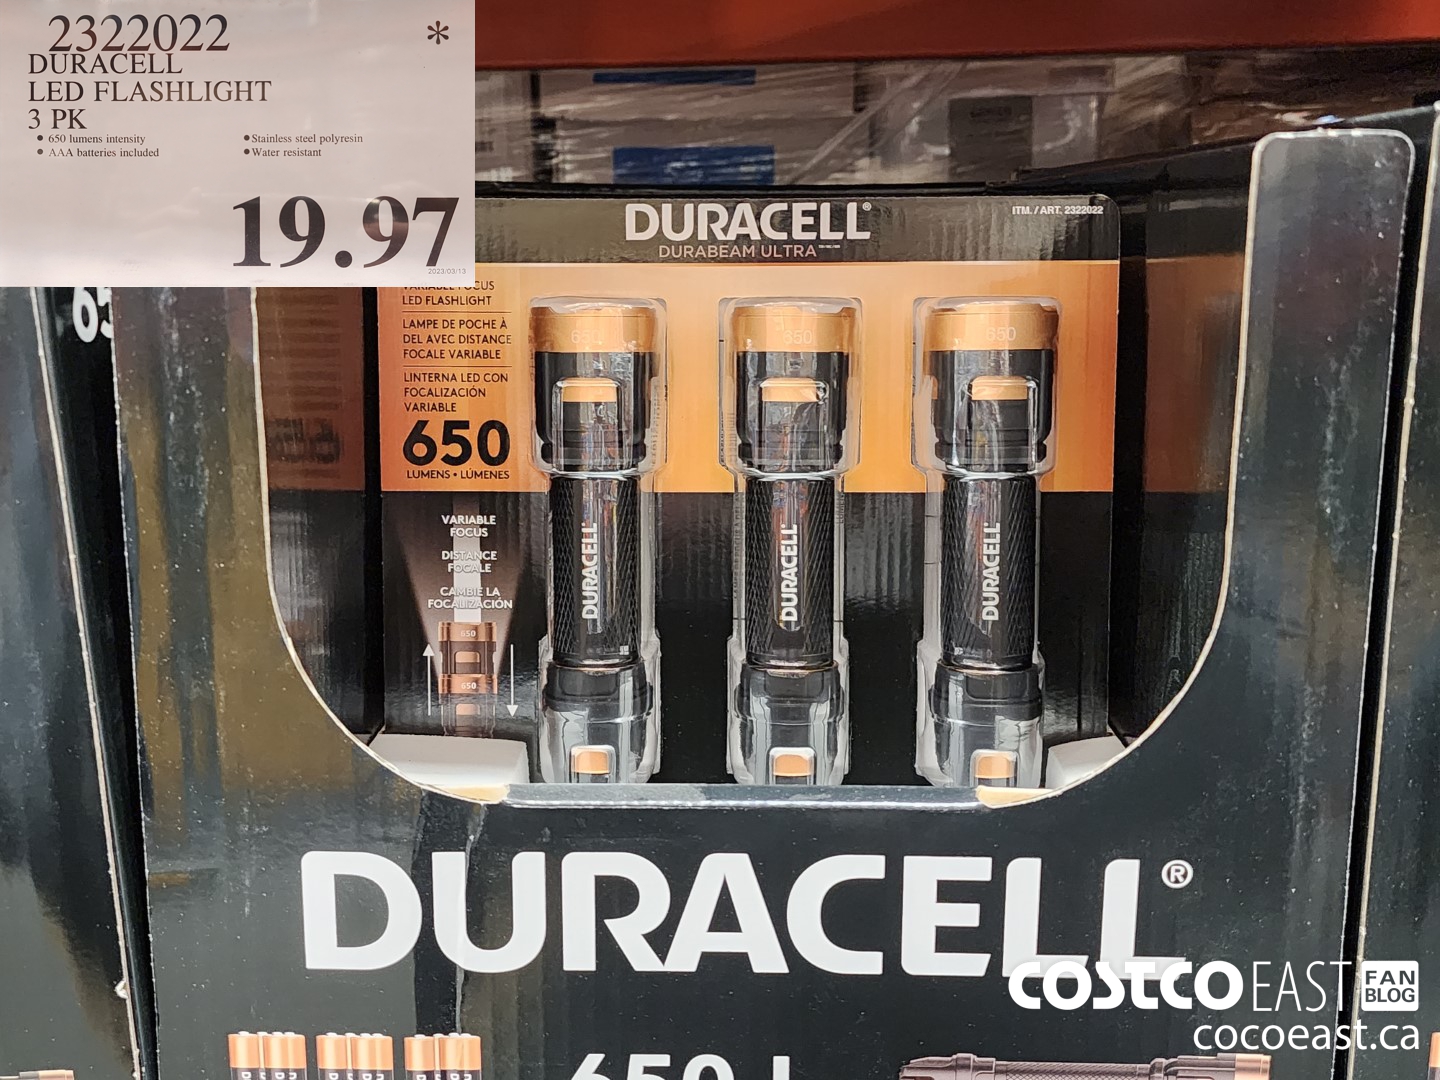 2322022 *
DURACELL
LED FLASHLIGHT
3 PK
• 650 lumens intensity
• AAA batteries included
• Stainless steel polyresin
• Water resistant
19.97
2023/03/13
DURACELL®
DURABEAM ULTRA
ITM. / ART. 2322022
VARIABLE FOCUS
LED FLASHLIGHT
LAMPE DE POCHE À
DEL AVEC DISTANCE
FOCALE VARIABLE
LINTERNA LED CON
FOCALIZACIÓN
VARIABLE
650
LUMENS • LÚMENES
VARIABLE
FOCUS
DISTANCE
FOCALE
CAMBIE LA
FOCALIZACIÓN
650
650
650
650
650
DURACELL
DURACELL
DURACELL
DURACELL®
COSTCO EAST FAN
BLOG
cocoeast.ca